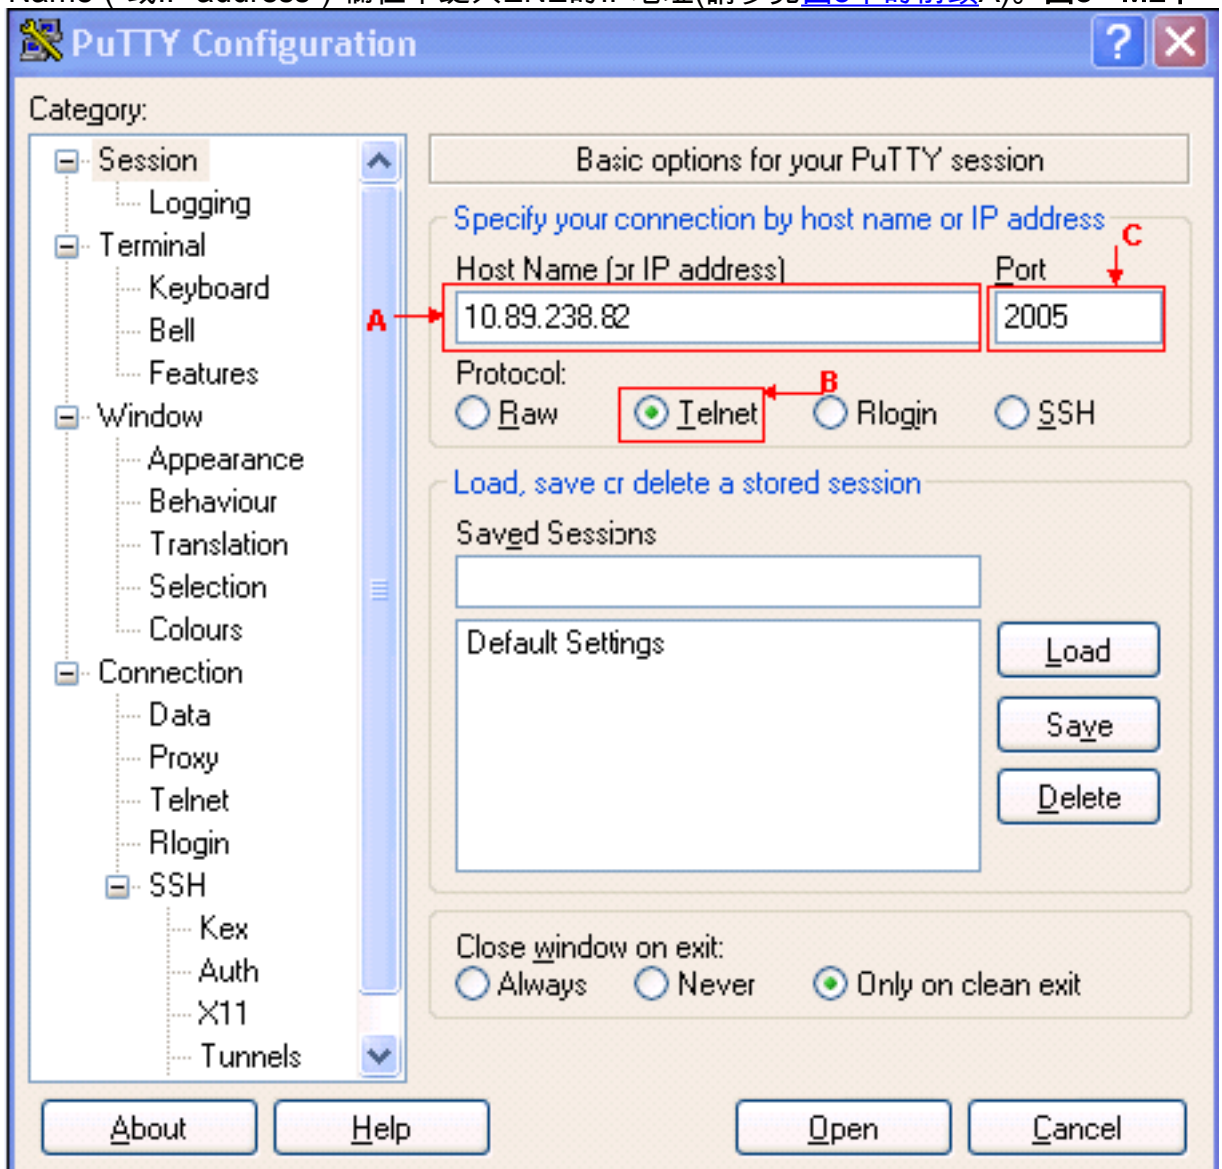 PuTTY Configuration
Category:
Session
Logging
Terminal
Keyboard
Bell
Features
Window
Appearance
Behaviour
Translation
Selection
Colours
Connection
Data
Proxy
Telnet
Rlogin
SSH
Kex
Auth
X11
Tunnels
Basic options for your PuTTY session
Specify your connection by host name or IP address
C
Host Name (or IP address) Port
A 10.89.238.82 2005
Protocol:
B
Raw Telnet Rlogin SSH
Load, save or delete a stored session
Saved Sessions
Default Settings
Load
Save
Delete
Close window on exit:
Always Never Only on clean exit
About Help Open Cancel